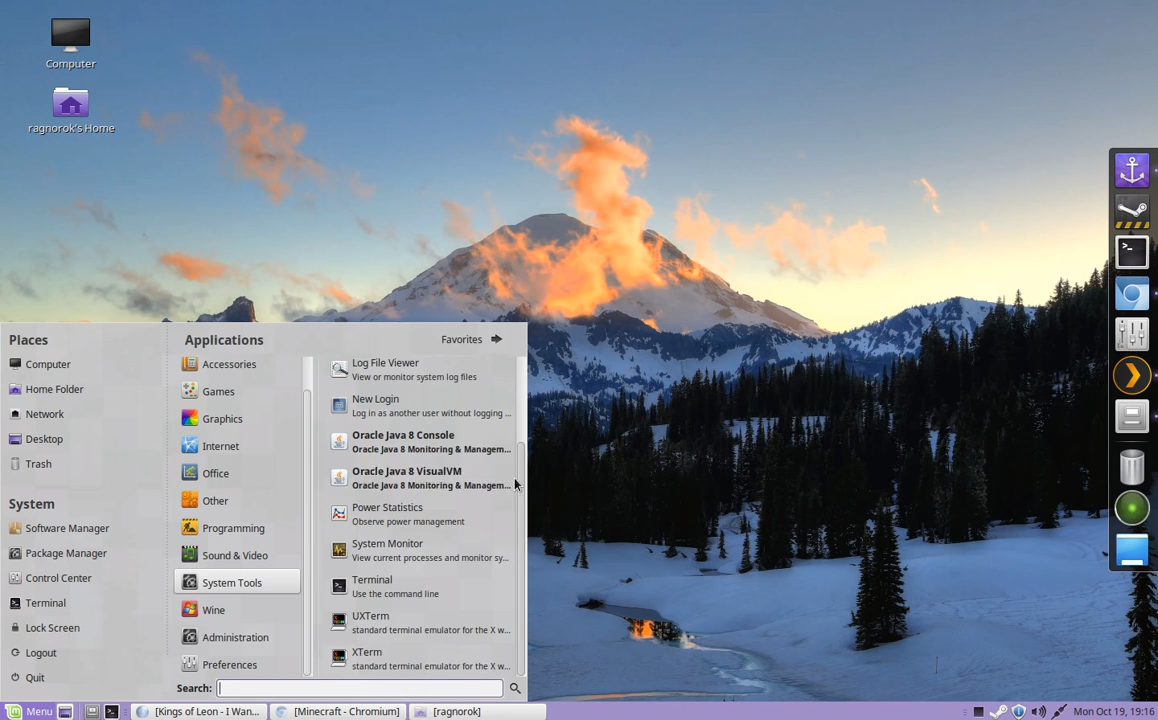 Computer
ragnorok's Home
Places
Computer
Home Folder
Network
Desktop
Trash
System
Software Manager
Package Manager
Control Center
Terminal
Lock Screen
Logout
Quit
Applications
Favorites
Accessories
Games
Graphics
Internet
Office
Other
Programming
Sound & Video
System Tools
Wine
Administration
Preferences
Log File Viewer
View or monitor system log files
New Login
Log in as another user without logging ...
Oracle Java 8 Console
Oracle Java 8 Monitoring & Managem...
Oracle Java 8 VisualVM
Oracle Java 8 Monitoring & Managem...
Power Statistics
Observe power management
System Monitor
View current processes and monitor sy...
Terminal
Use the command line
UXTerm
standard terminal emulator for the X w...
XTerm
standard terminal emulator for the X w...
Search:
Menu
[Kings of Leon - I Wan...
[Minecraft - Chromium]
[ragnorok]
Mon Oct 19, 19:16